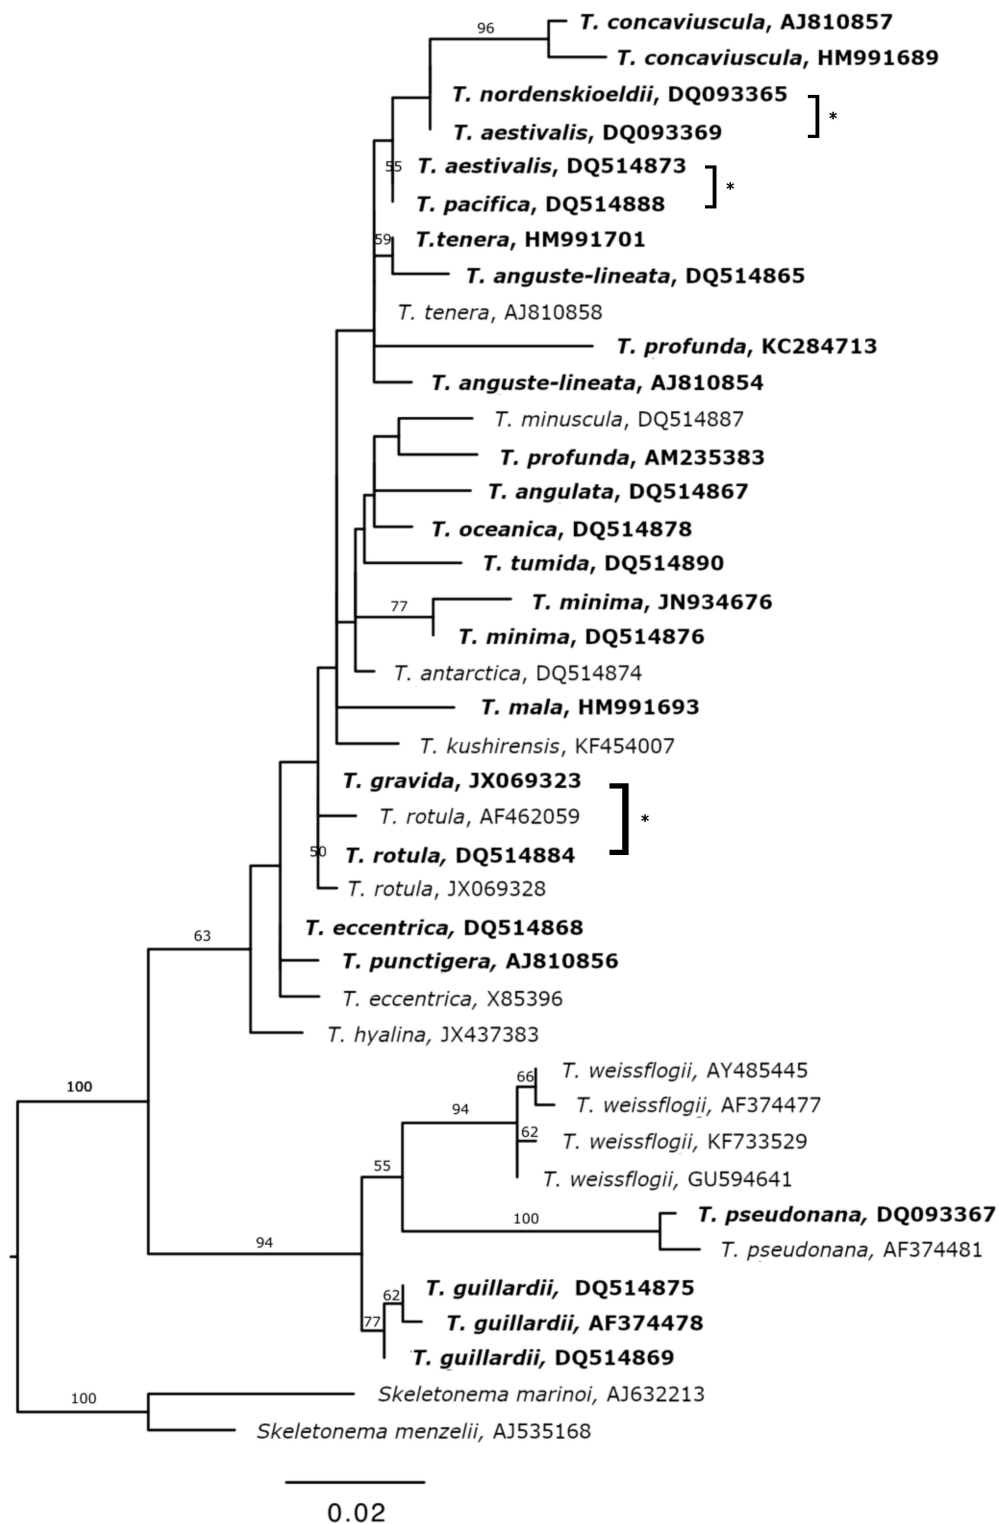 96
T. concaviuscula, AJ810857
T. concaviuscula, HM991689
T. nordenskioeldii, DQ093365
*
T. aestivalis, DQ093369
55
T. aestivalis, DQ514873
*
T. pacifica, DQ514888
59
T.tenera, HM991701
T. anguste-lineata, DQ514865
T. tenera, AJ810858
T. profunda, KC284713
T. anguste-lineata, AJ810854
T. minuscula, DQ514887
T. profunda, AM235383
T. angulata, DQ514867
T. oceanica, DQ514878
T. tumida, DQ514890
77
T. minima, JN934676
T. minima, DQ514876
T. antarctica, DQ514874
T. mala, HM991693
T. kushirensis, KF454007
T. gravida, JX069323
T. rotula, AF462059
*
50
T. rotula, DQ514884
T. rotula, JX069328
T. eccentrica, DQ514868
63
T. punctigera, AJ810856
T. eccentrica, X85396
T. hyalina, JX437383
100
66
T. weissflogii, AY485445
94
T. weissflogii, AF374477
62
T. weissflogii, KF733529
55
T. weissflogii, GU594641
100
T. pseudonana, DQ093367
94
T. pseudonana, AF374481
62
T. guillardii, DQ514875
77
T. guillardii, AF374478
T. guillardii, DQ514869
100
Skeletonema marinoi, AJ632213
Skeletonema menzelii, AJ535168
0.02